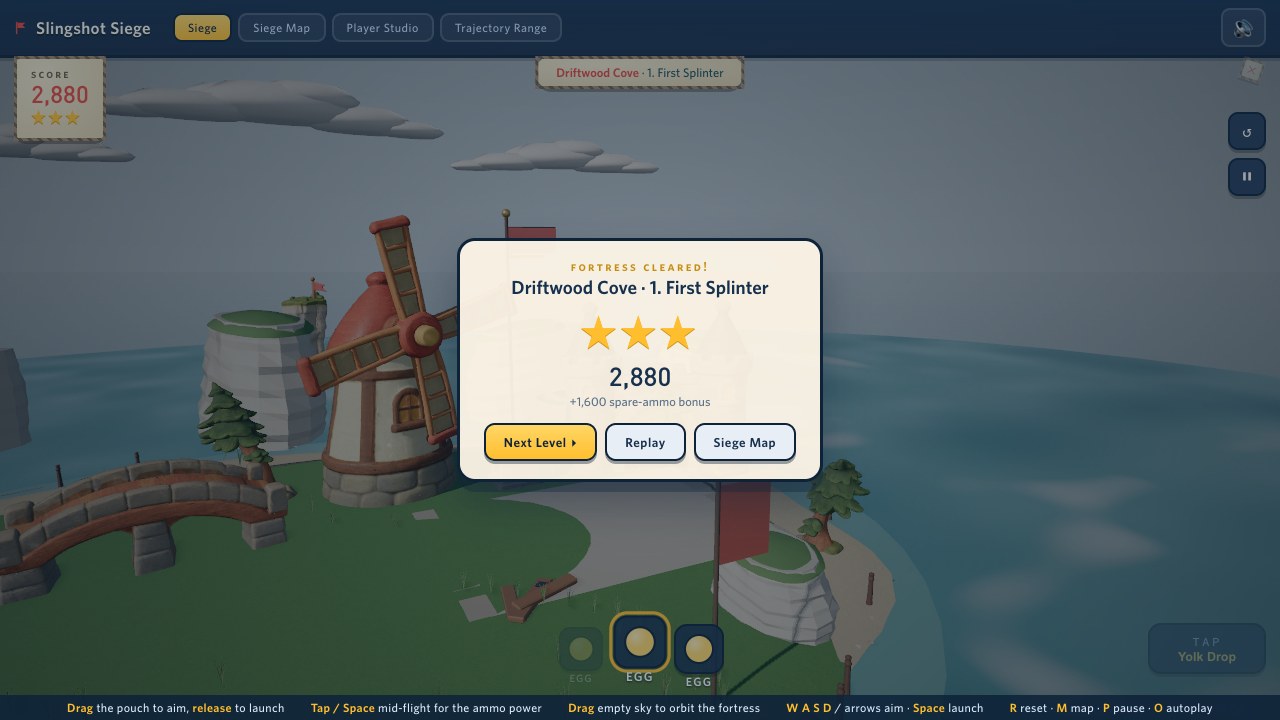 Slingshot Siege
Siege
Siege Map
Player Studio
Trajectory Range
SCORE
2,880
Driftwood Cove · 1. First Splinter
FORTRESS CLEARED!
Driftwood Cove · 1. First Splinter
2,880
+1,600 spare-ammo bonus
Next Level
Replay
Siege Map
EGG
EGG
EGG
TAP
Yolk Drop
Drag the pouch to aim, release to launch
Tap / Space mid-flight for the ammo power
Drag empty sky to orbit the fortress
W A S D / arrows aim · Space launch
R reset · M map · P pause · O autoplay